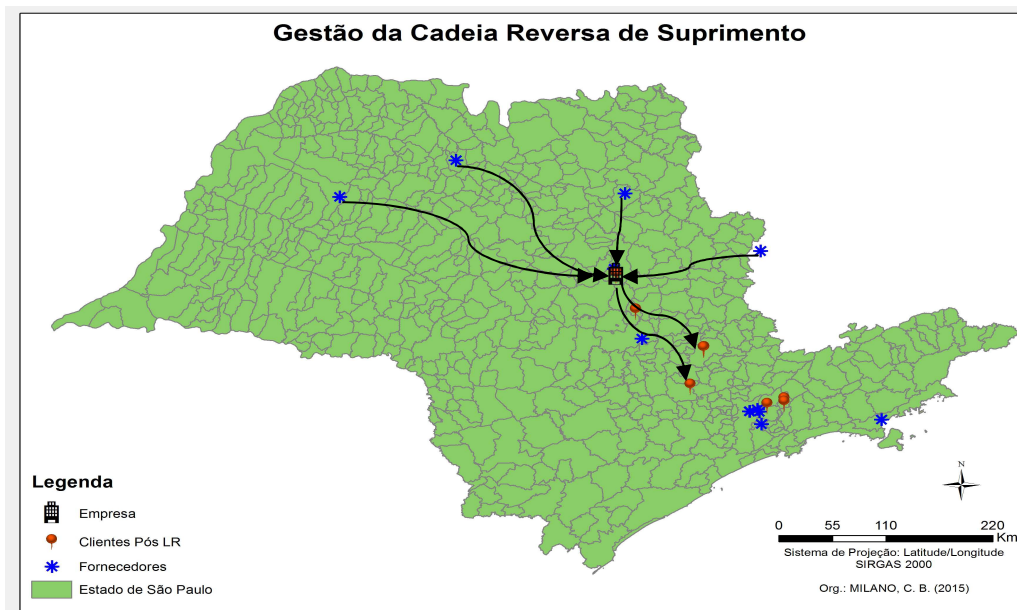 Gestão da Cadeia Reversa de Suprimento
Legenda
Empresa
Clientes Pós LR
Fornecedores
Estado de São Paulo
N
0 55 110 220
Km
Sistema de Projeção: Latitude/Longitude
SIRGAS 2000
Org.: MILANO, C. B. (2015)